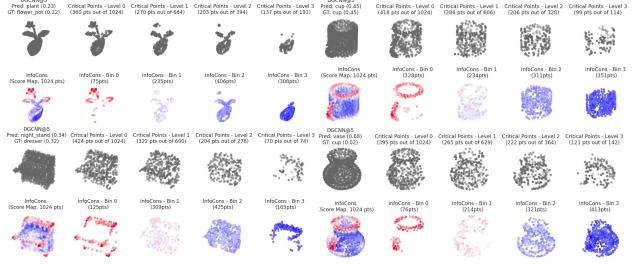 DGCNN@5
Pred: plant (0.23)
GT: flower_pot (0.22)
Critical Points - Level 0
(360 pts out of 1024)
Critical Points - Level 1
(270 pts out of 664)
Critical Points - Level 2
(203 pts out of 394)
Critical Points - Level 3
(137 pts out of 191)
DGCNN@5
Pred: cup (0.45)
GT: cup (0.45)
Critical Points - Level 0
(418 pts out of 1024)
Critical Points - Level 1
(286 pts out of 606)
Critical Points - Level 2
(206 pts out of 320)
Critical Points - Level 3
(99 pts out of 114)
InfoCons
(Score Map, 1024 pts)
InfoCons - Bin 0
(75pts)
InfoCons - Bin 1
(235pts)
InfoCons - Bin 2
(406pts)
InfoCons - Bin 3
(308pts)
InfoCons
(Score Map, 1024 pts)
InfoCons - Bin 0
(128pts)
InfoCons - Bin 1
(234pts)
InfoCons - Bin 2
(311pts)
InfoCons - Bin 3
(351pts)
DGCNN@5
Pred: night_stand (0.34)
GT: dresser (0.32)
Critical Points - Level 0
(424 pts out of 1024)
Critical Points - Level 1
(322 pts out of 600)
Critical Points - Level 2
(204 pts out of 278)
Critical Points - Level 3
(70 pts out of 74)
DGCNN@5
Pred: vase (0.68)
GT: cup (0.02)
Critical Points - Level 0
(395 pts out of 1024)
Critical Points - Level 1
(265 pts out of 629)
Critical Points - Level 2
(222 pts out of 364)
Critical Points - Level 3
(121 pts out of 142)
InfoCons
(Score Map, 1024 pts)
InfoCons - Bin 0
(125pts)
InfoCons - Bin 1
(309pts)
InfoCons - Bin 2
(425pts)
InfoCons - Bin 3
(165pts)
InfoCons
(Score Map, 1024 pts)
InfoCons - Bin 0
(76pts)
InfoCons - Bin 1
(214pts)
InfoCons - Bin 2
(321pts)
InfoCons - Bin 3
(413pts)